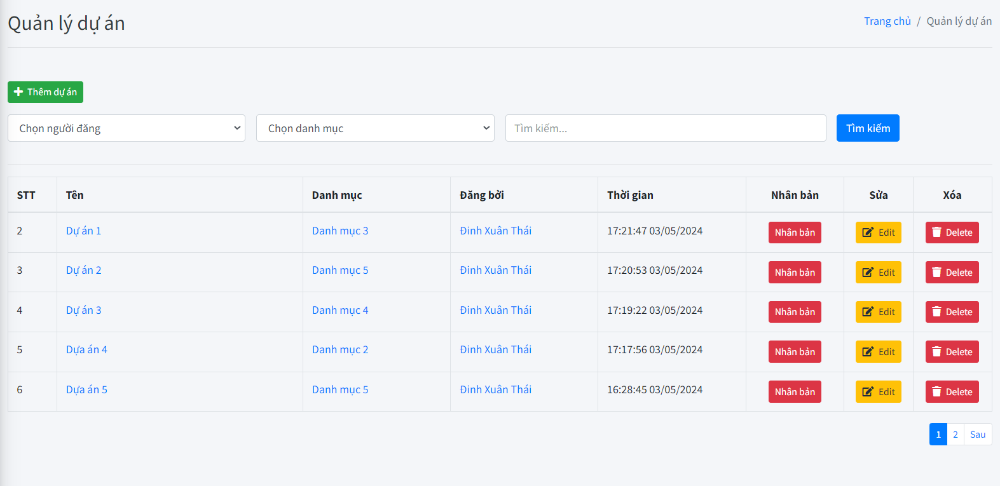 Quản lý dự án
Trang chủ / Quản lý dự án
Thêm dự án
Chọn người đăng Chọn danh mục Tìm kiếm... Tìm kiếm
STT Tên Danh mục Đăng bởi Thời gian Nhân bản Sửa Xóa
2 Dự án 1 Danh mục 3 Đinh Xuân Thái 17:21:47 03/05/2024 Nhân bản Edit Delete
3 Dự án 2 Danh mục 5 Đinh Xuân Thái 17:20:53 03/05/2024 Nhân bản Edit Delete
4 Dự án 3 Danh mục 4 Đinh Xuân Thái 17:19:22 03/05/2024 Nhân bản Edit Delete
5 Dựa án 4 Danh mục 2 Đinh Xuân Thái 17:17:56 03/05/2024 Nhân bản Edit Delete
6 Dựa án 5 Danh mục 5 Đinh Xuân Thái 16:28:45 03/05/2024 Nhân bản Edit Delete
1 2 Sau